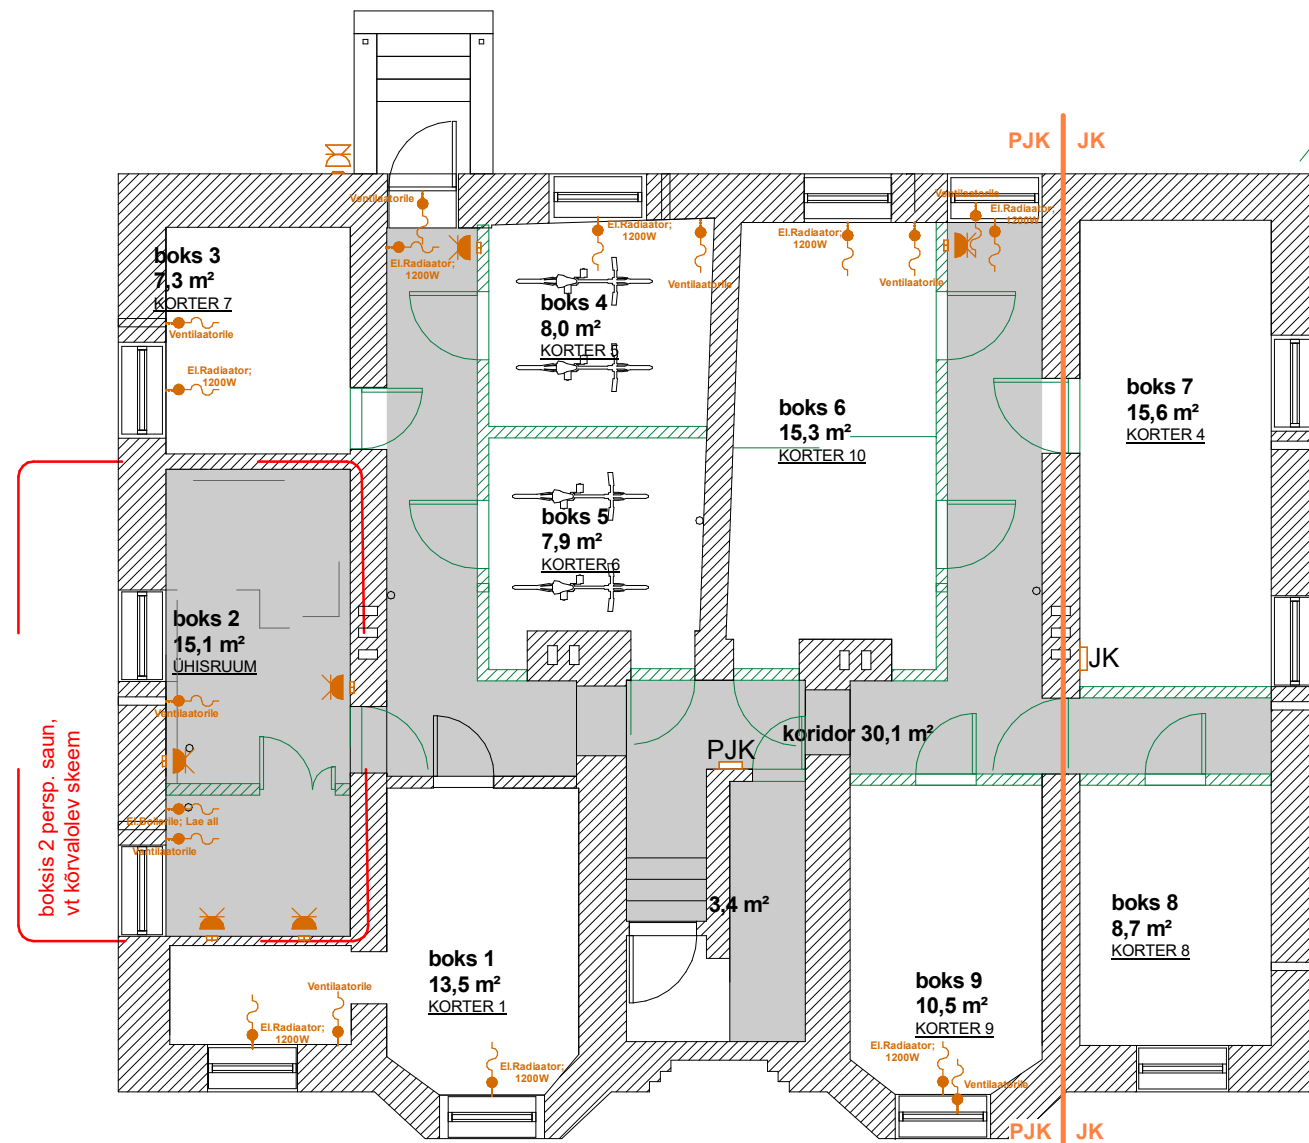 PJK
JK
Ventilaatorile
El.Radiaator;
1200W
boks 3
7,3 m²
KORTER 7
Ventilaatorile
El.Radiaator;
1200W
El.Radiaator;
1200W
Ventilaatorile
boks 4
8,0 m²
KORTER 5
El.Radiaator;
1200W
Ventilaatorile
Ventilaatorile
El.Radiaator;
1200W
boks 6
15,3 m²
KORTER 10
boks 7
15,6 m²
KORTER 4
boks 5
7,9 m²
KORTER 6
boks 2
15,1 m²
ÜHISRUUM
Ventilaatorile
JK
koridor 30,1 m²
PJK
boksis 2 persp. saun,
vt kõrvalolev skeem
El.Boilerile; Lae all
Ventilaatorile
3,4 m²
boks 1
13,5 m²
KORTER 1
Ventilaatorile
El.Radiaator;
1200W
El.Radiaator;
1200W
boks 9
10,5 m²
KORTER 9
El.Radiaator;
1200W
Ventilaatorile
boks 8
8,7 m²
KORTER 8
PJK
JK